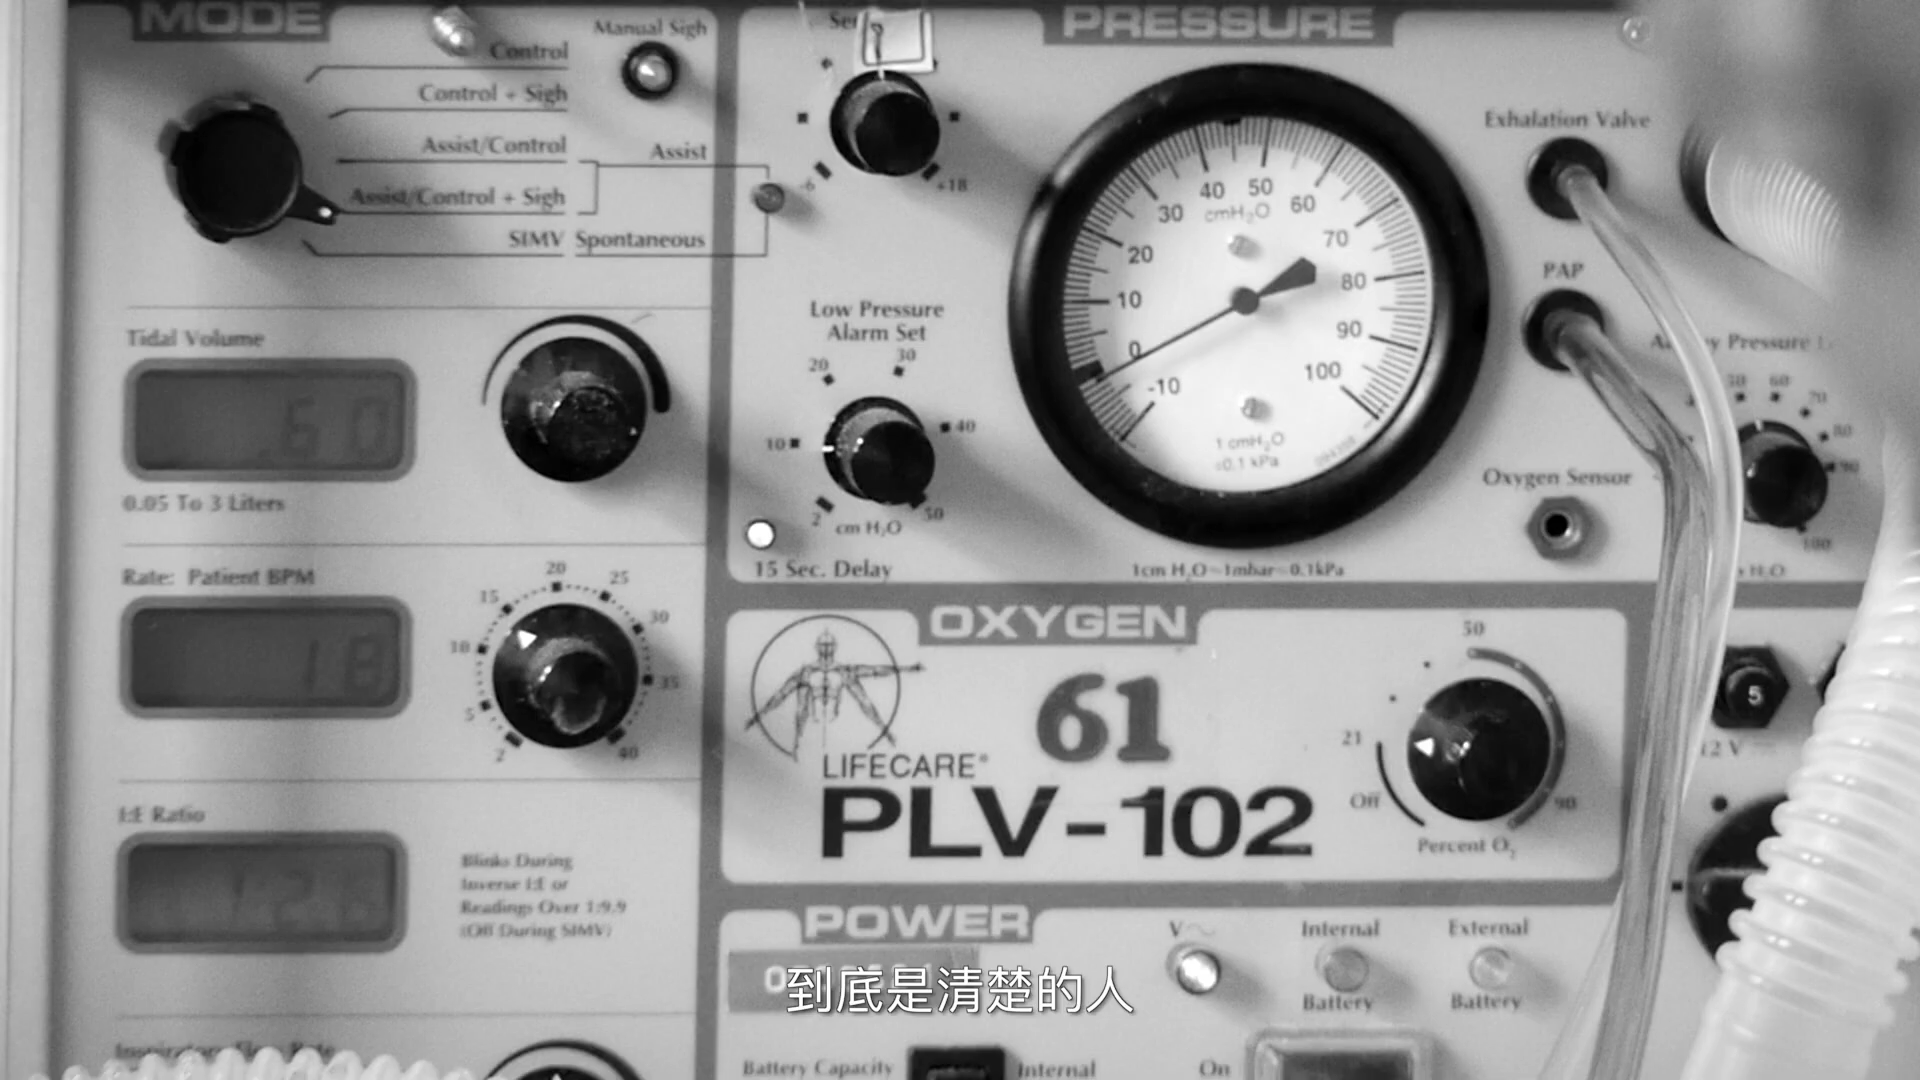 MODE
Control
Control + Sigh
Assist/Control
Assist/Control + Sigh
SIMV Spontaneous
Assist
Manual Sigh
Tidal Volume
0.05 To 3 Liters
Rate: Patient BPM
18
2
5
10
15
20
25
30
35
40
I:E Ratio
Blinks During
Inverse I:E or
Readings Over 1:9.9
(Off During SIMV)
PRESSURE
-6
+18
Low Pressure
Alarm Set
20
30
10
40
2
cm H2O
50
15 Sec. Delay
-10
0
10
20
30
40
50
60
70
80
90
100
cmH2O
1 cmH2O
1cm H2O~1mbar~0.1kPa
Exhalation Valve
PAP
Oxygen Sensor
60
70
80
90
100
OXYGEN
61
LIFECARE®
PLV-102
50
21
Off
90
Percent O2
5
12 V
POWER
Internal
Battery
External
Battery
到底是清楚的人
Battery Capacity
Internal
On